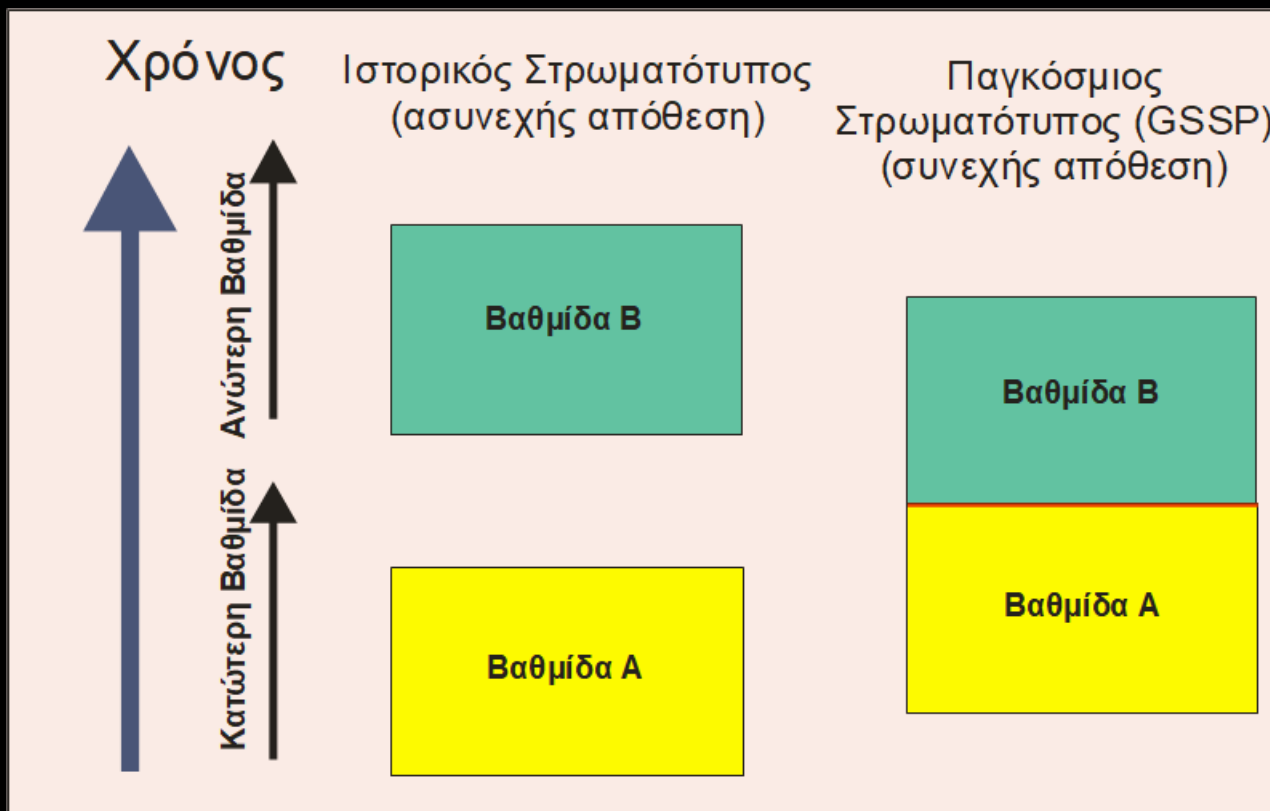 Χρόνος
Ιστορικός Στρωματότυπος
(ασυνεχής απόθεση)
Παγκόσμιος
Στρωματότυπος (GSSP)
(συνεχής απόθεση)
Ανώτερη Βαθμίδα
Κατώτερη Βαθμίδα
Βαθμίδα Β
Βαθμίδα Α
Βαθμίδα Β
Βαθμίδα Α